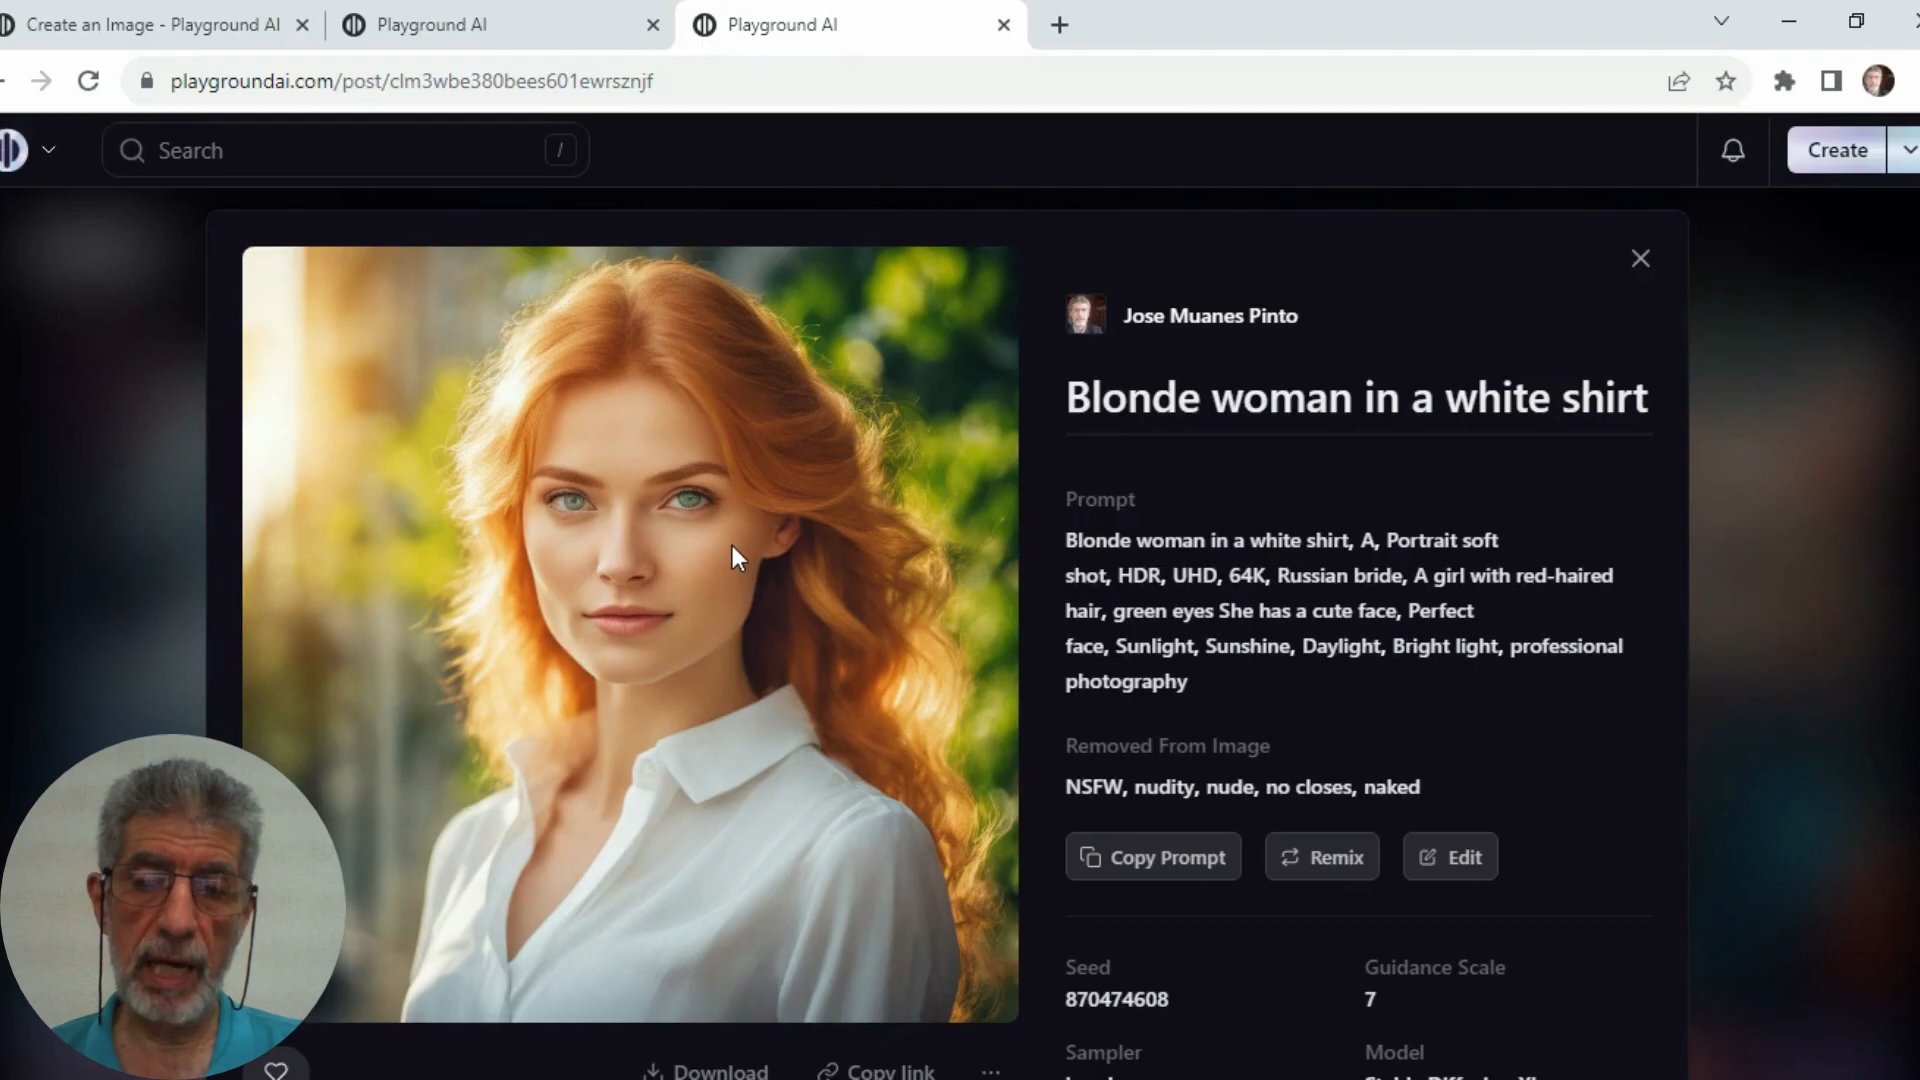 Create an Image - Playground AI
Playground AI
Playground AI
playgroundai.com/post/clm3wbe380bees601ewrsznjf
Search /
Create
Jose Muanes Pinto
Blonde woman in a white shirt
Prompt
Blonde woman in a white shirt, A, Portrait soft
shot, HDR, UHD, 64K, Russian bride, A girl with red-haired
hair, green eyes She has a cute face, Perfect
face, Sunlight, Sunshine, Daylight, Bright light, professional
photography
Removed From Image
NSFW, nudity, nude, no closes, naked
Copy Prompt
Remix
Edit
Seed
Guidance Scale
870474608
7
Sampler
Model
Download
Copy link